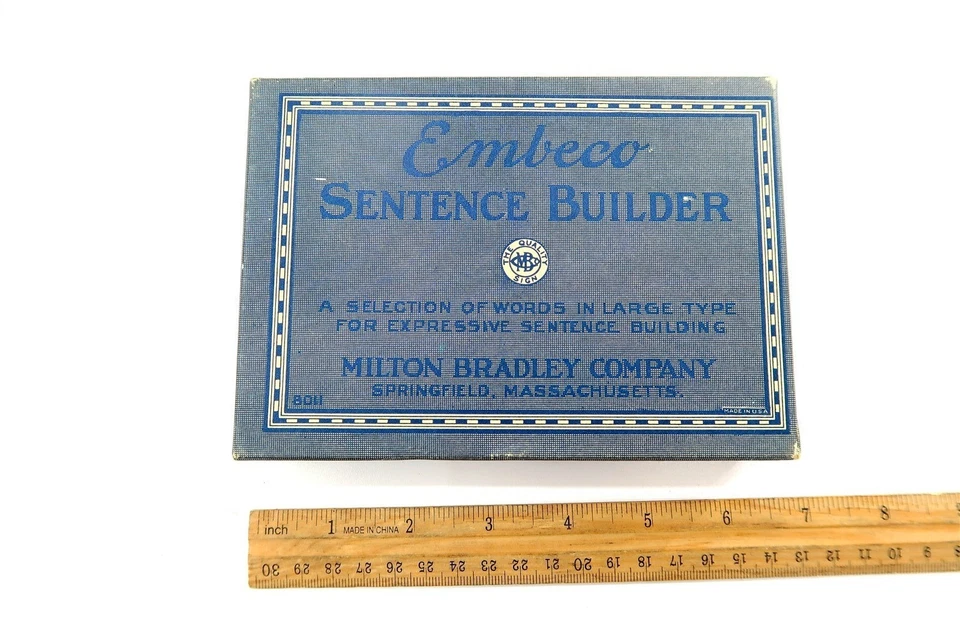 Embeco
SENTENCE BUILDER
THE QUALITY
MB Co
SIGN
A SELECTION OF WORDS IN LARGE TYPE
FOR EXPRESSIVE SENTENCE BUILDING
MILTON BRADLEY COMPANY
SPRINGFIELD, MASSACHUSETTS.
8011
MADE IN U.S.A.
inch 1 MADE IN CHINA 2 3 4 5 6 7 8
30 29 28 27 26 25 24 23 22 21 20 19 18 17 16 15 14 13 12 11 10 9 8